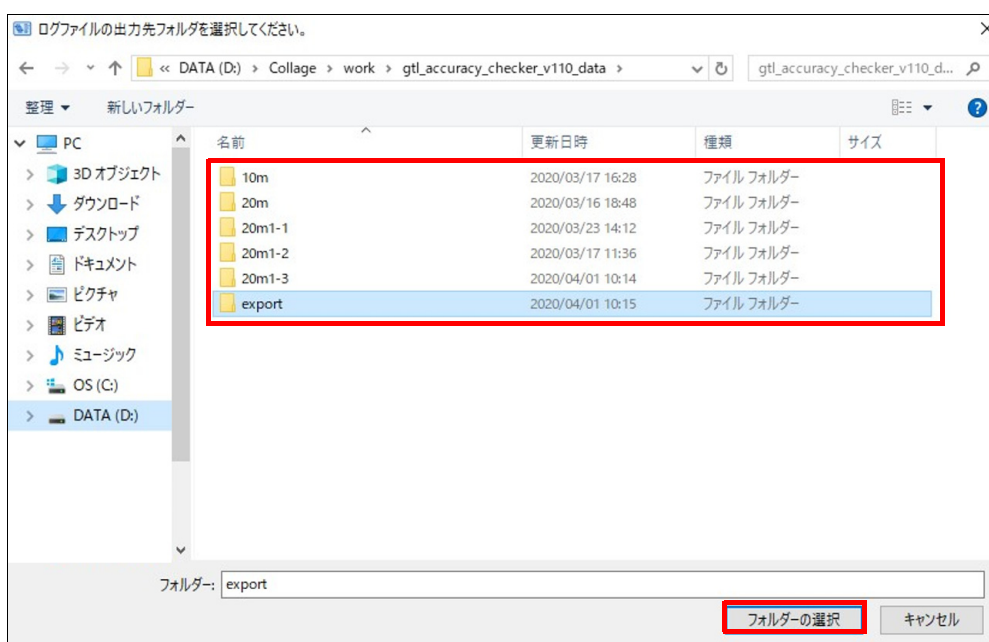 ログファイルの出力先フォルダを選択してください。
« DATA (D:) › Collage › work › gtl_accuracy_checker_v110_data ›
gtl_accuracy_checker_v110_d...
整理
新しいフォルダー
PC
3D オブジェクト
ダウンロード
デスクトップ
ドキュメント
ピクチャ
ビデオ
ミュージック
OS (C:)
DATA (D:)
名前 更新日時 種類 サイズ
10m 2020/03/17 16:28 ファイル フォルダー
20m 2020/03/16 18:48 ファイル フォルダー
20m1-1 2020/03/23 14:12 ファイル フォルダー
20m1-2 2020/03/17 11:36 ファイル フォルダー
20m1-3 2020/04/01 10:14 ファイル フォルダー
export 2020/04/01 10:15 ファイル フォルダー
フォルダー: export
フォルダーの選択 キャンセル